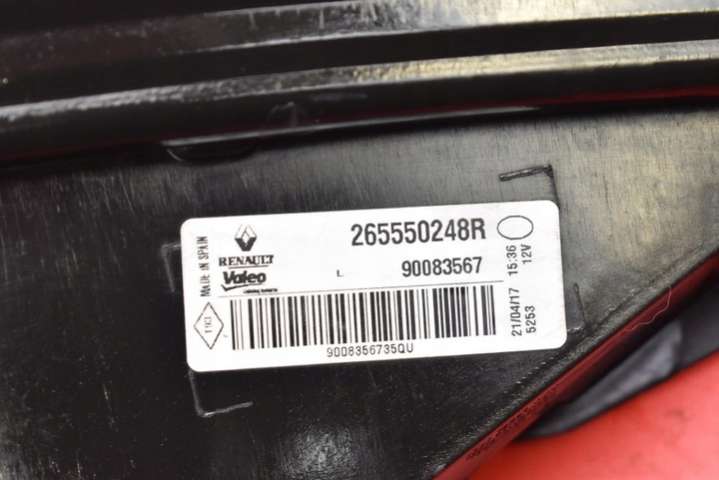 MADE IN SPAIN
RENAULT
Valeo
265550248R
L 90083567
21/04/17 15:36
5253 12V
9008356735QU